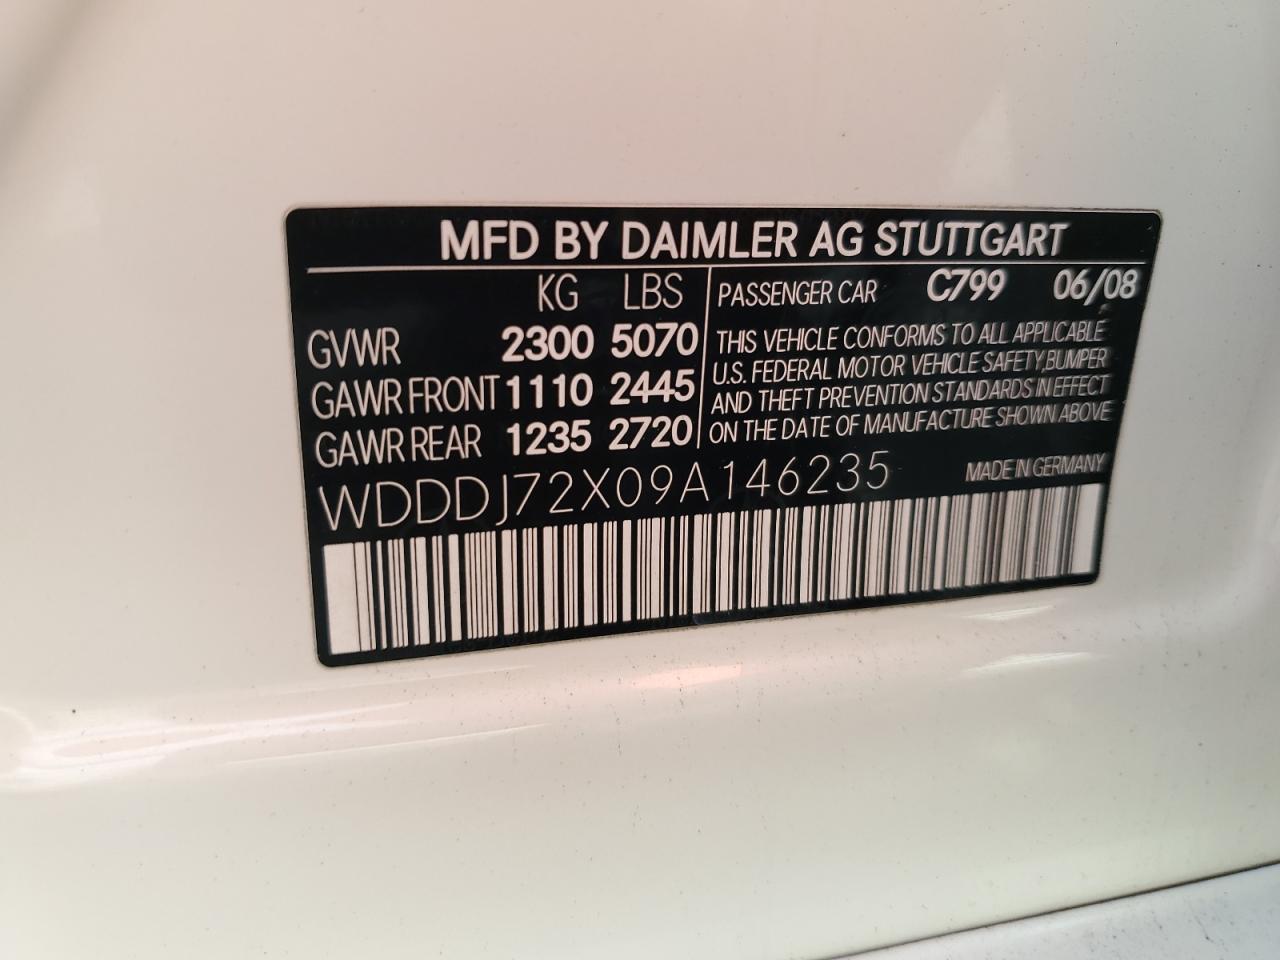 MFD BY DAIMLER AG STUTTGART
KG LBS
GVWR 2300 5070
GAWR FRONT 1110 2445
GAWR REAR 1235 2720
PASSENGER CAR C799 06/08
THIS VEHICLE CONFORMS TO ALL APPLICABLE
U.S. FEDERAL MOTOR VEHICLE SAFETY,BUMPER
AND THEFT PREVENTION STANDARDS IN EFFECT
ON THE DATE OF MANUFACTURE SHOWN ABOVE
WDDDJ72X09A146235
MADE IN GERMANY